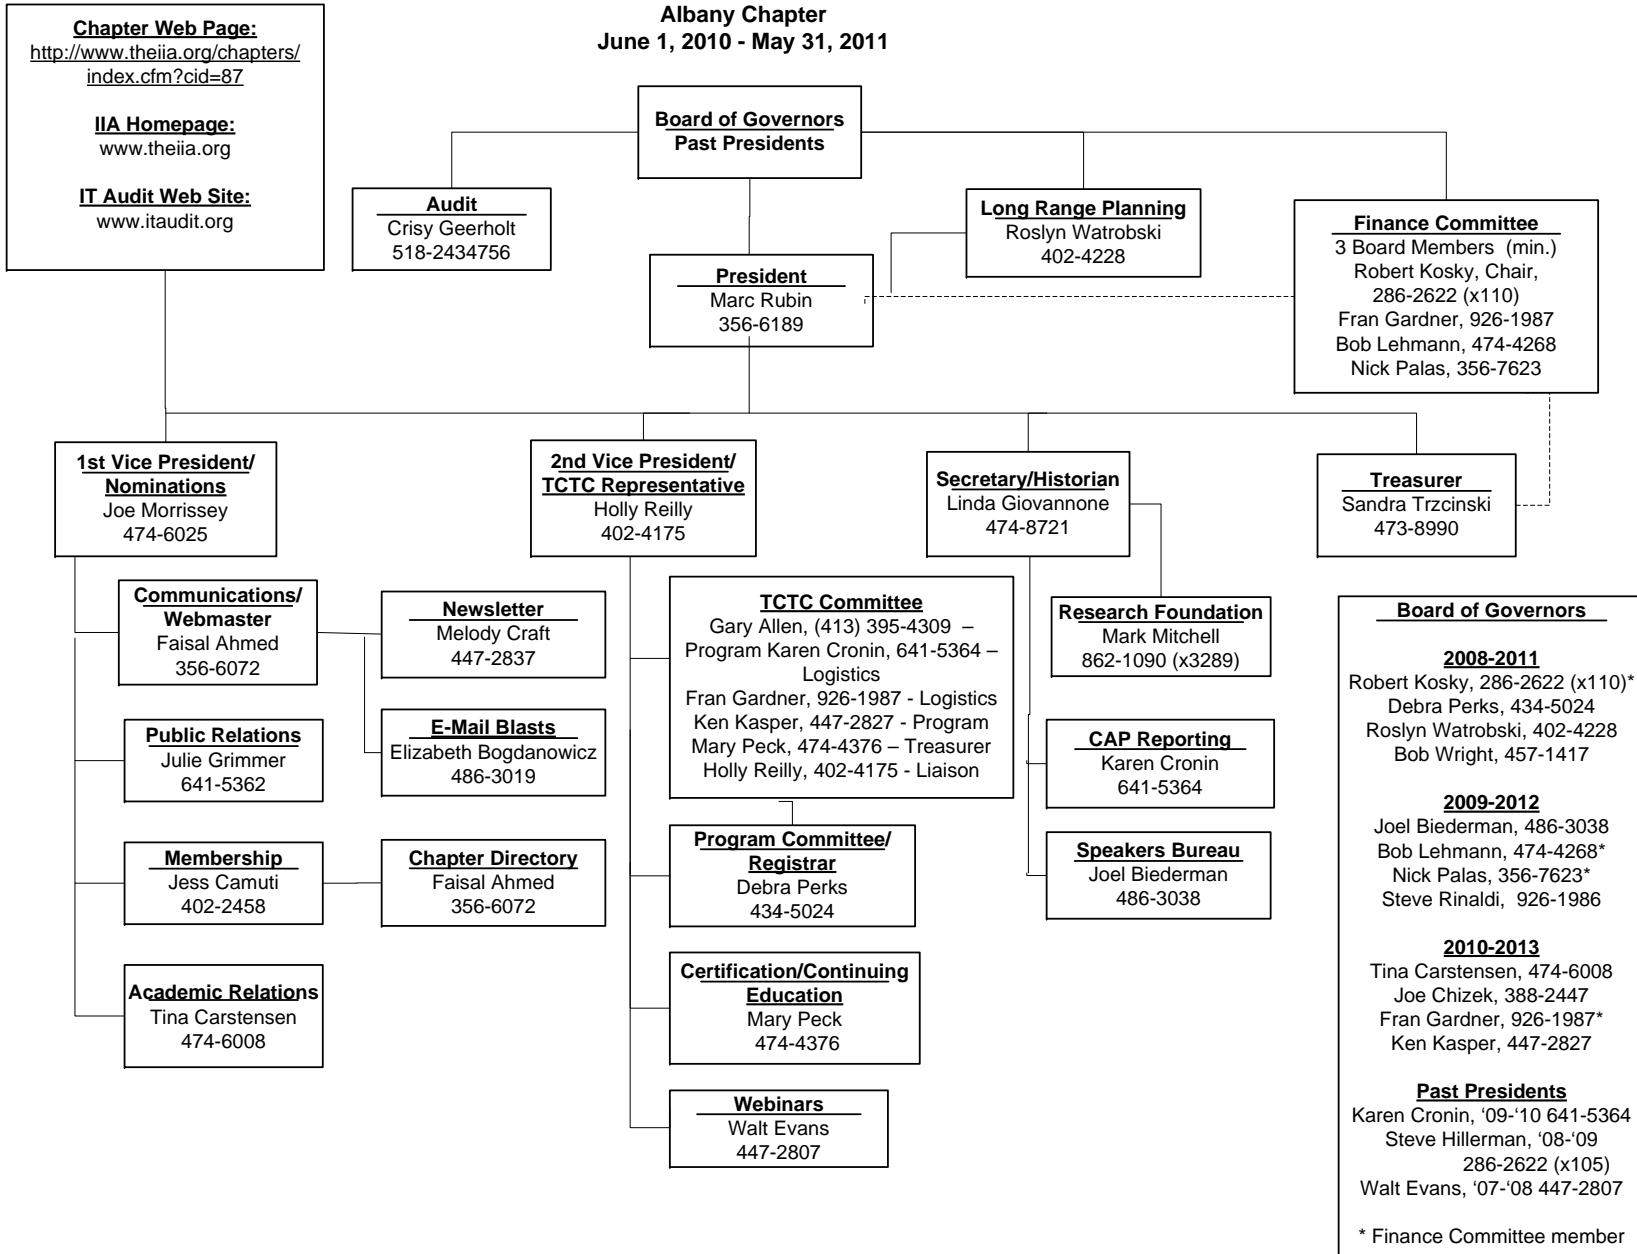 Albany Chapter
June 1, 2010 - May 31, 2011
Chapter Web Page:
http://www.theiia.org/chapters/
index.cfm?cid=87
IIA Homepage:
www.theiia.org
IT Audit Web Site:
www.itaudit.org
Board of Governors
Past Presidents
Audit
Crisy Geerholt
518-2434756
Long Range Planning
Roslyn Watrobski
402-4228
Finance Committee
3 Board Members (min.)
Robert Kosky, Chair,
286-2622 (x110)
Fran Gardner, 926-1987
Bob Lehmann, 474-4268
Nick Palas, 356-7623
President
Marc Rubin
356-6189
1st Vice President/
Nominations
Joe Morrissey
474-6025
2nd Vice President/
TCTC Representative
Holly Reilly
402-4175
Secretary/Historian
Linda Giovannone
474-8721
Treasurer
Sandra Trzcinski
473-8990
Communications/
Webmaster
Faisal Ahmed
356-6072
Newsletter
Melody Craft
447-2837
E-Mail Blasts
Elizabeth Bogdanowicz
486-3019
Public Relations
Julie Grimmer
641-5362
Membership
Jess Camuti
402-2458
Chapter Directory
Faisal Ahmed
356-6072
Academic Relations
Tina Carstensen
474-6008
TCTC Committee
Gary Allen, (413) 395-4309 –
Program Karen Cronin, 641-5364 –
Logistics
Fran Gardner, 926-1987 - Logistics
Ken Kasper, 447-2827 - Program
Mary Peck, 474-4376 – Treasurer
Holly Reilly, 402-4175 - Liaison
Program Committee/
Registrar
Debra Perks
434-5024
Certification/Continuing
Education
Mary Peck
474-4376
Webinars
Walt Evans
447-2807
Research Foundation
Mark Mitchell
862-1090 (x3289)
CAP Reporting
Karen Cronin
641-5364
Speakers Bureau
Joel Biederman
486-3038
Board of Governors
2008-2011
Robert Kosky, 286-2622 (x110)*
Debra Perks, 434-5024
Roslyn Watrobski, 402-4228
Bob Wright, 457-1417
2009-2012
Joel Biederman, 486-3038
Bob Lehmann, 474-4268*
Nick Palas, 356-7623*
Steve Rinaldi, 926-1986
2010-2013
Tina Carstensen, 474-6008
Joe Chizek, 388-2447
Fran Gardner, 926-1987*
Ken Kasper, 447-2827
Past Presidents
Karen Cronin, ‘09-‘10 641-5364
Steve Hillerman, ‘08-‘09
286-2622 (x105)
Walt Evans, ‘07-‘08 447-2807
* Finance Committee member